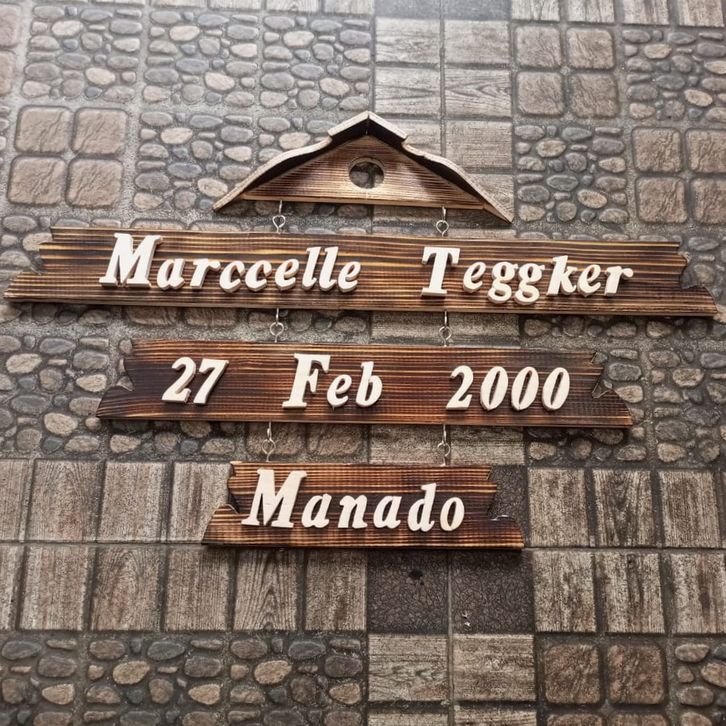 Marccelle Teggker
27 Feb 2000
Manado